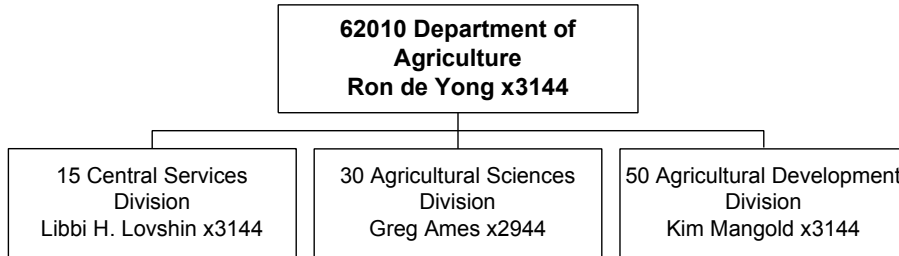 62010 Department of
Agriculture
Ron de Yong x3144
15 Central Services
Division
Libbi H. Lovshin x3144
30 Agricultural Sciences
Division
Greg Ames x2944
50 Agricultural Development
Division
Kim Mangold x3144